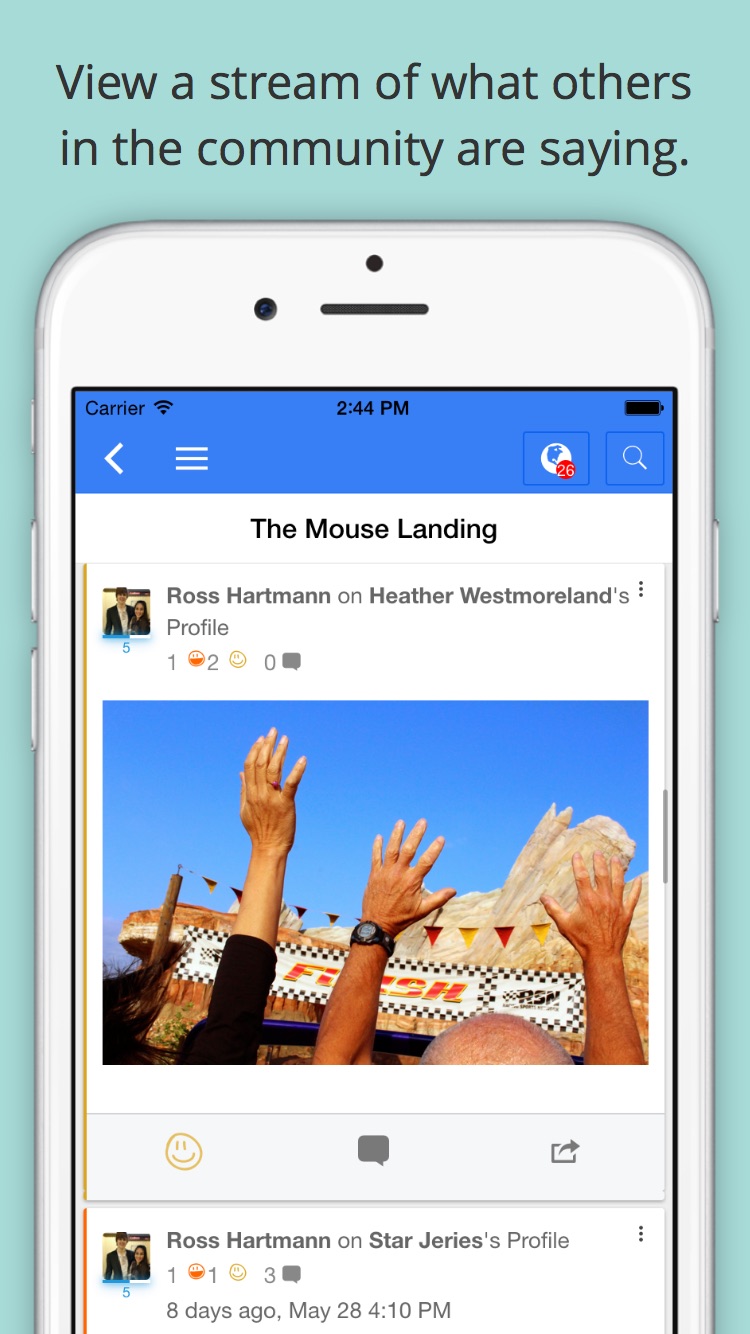 View a stream of what others
in the community are saying.
Carrier 2:44 PM
26
The Mouse Landing
Ross Hartmann on Heather Westmoreland's
Profile
5
1 2 0
FINISH
RSN
Ross Hartmann on Star Jeries's Profile
5
1 1 3
8 days ago, May 28 4:10 PM